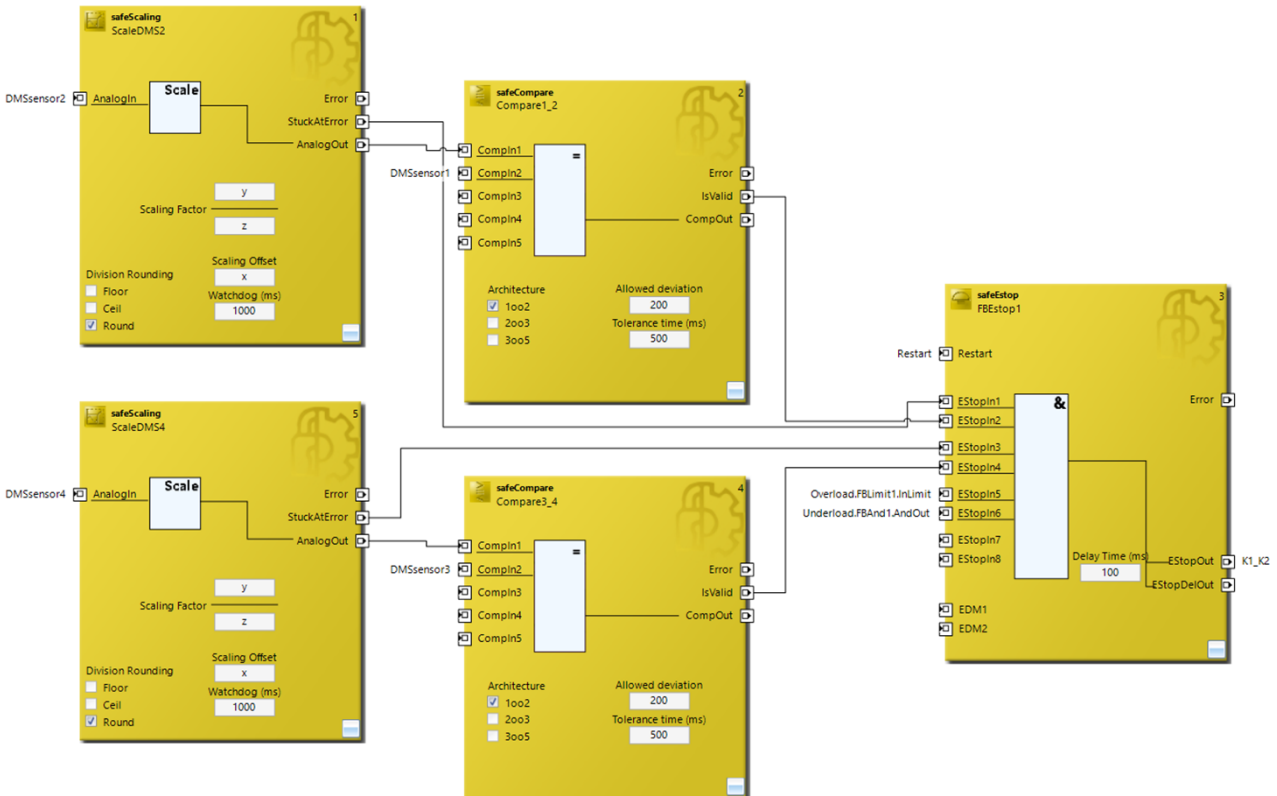 safeScaling
1
ScaleDMS2
DMSsensor2
AnalogIn
Scale
Error
StuckAtError
AnalogOut
y
Scaling Factor
z
Scaling Offset
x
Division Rounding
Floor
Ceil
Round
Watchdog (ms)
1000
safeCompare
2
Compare1_2
CompIn1
=
DMSsensor1
CompIn2
CompIn3
CompIn4
CompIn5
Error
IsValid
CompOut
Architecture
1oo2
2oo3
3oo5
Allowed deviation
200
Tolerance time (ms)
500
safeEstop
3
FBEstop1
Restart
Restart
EStopIn1
EStopIn2
EStopIn3
EStopIn4
Overload.FBLimit1.InLimit
EStopIn5
Underload.FBAnd1.AndOut
EStopIn6
EStopIn7
EStopIn8
&
Error
Delay Time (ms)
100
EStopOut
K1_K2
EStopDelOut
EDM1
EDM2
safeScaling
5
ScaleDMS4
DMSsensor4
AnalogIn
Scale
Error
StuckAtError
AnalogOut
y
Scaling Factor
z
Scaling Offset
x
Division Rounding
Floor
Ceil
Round
Watchdog (ms)
1000
safeCompare
4
Compare3_4
CompIn1
=
DMSsensor3
CompIn2
CompIn3
CompIn4
CompIn5
Error
IsValid
CompOut
Architecture
1oo2
2oo3
3oo5
Allowed deviation
200
Tolerance time (ms)
500